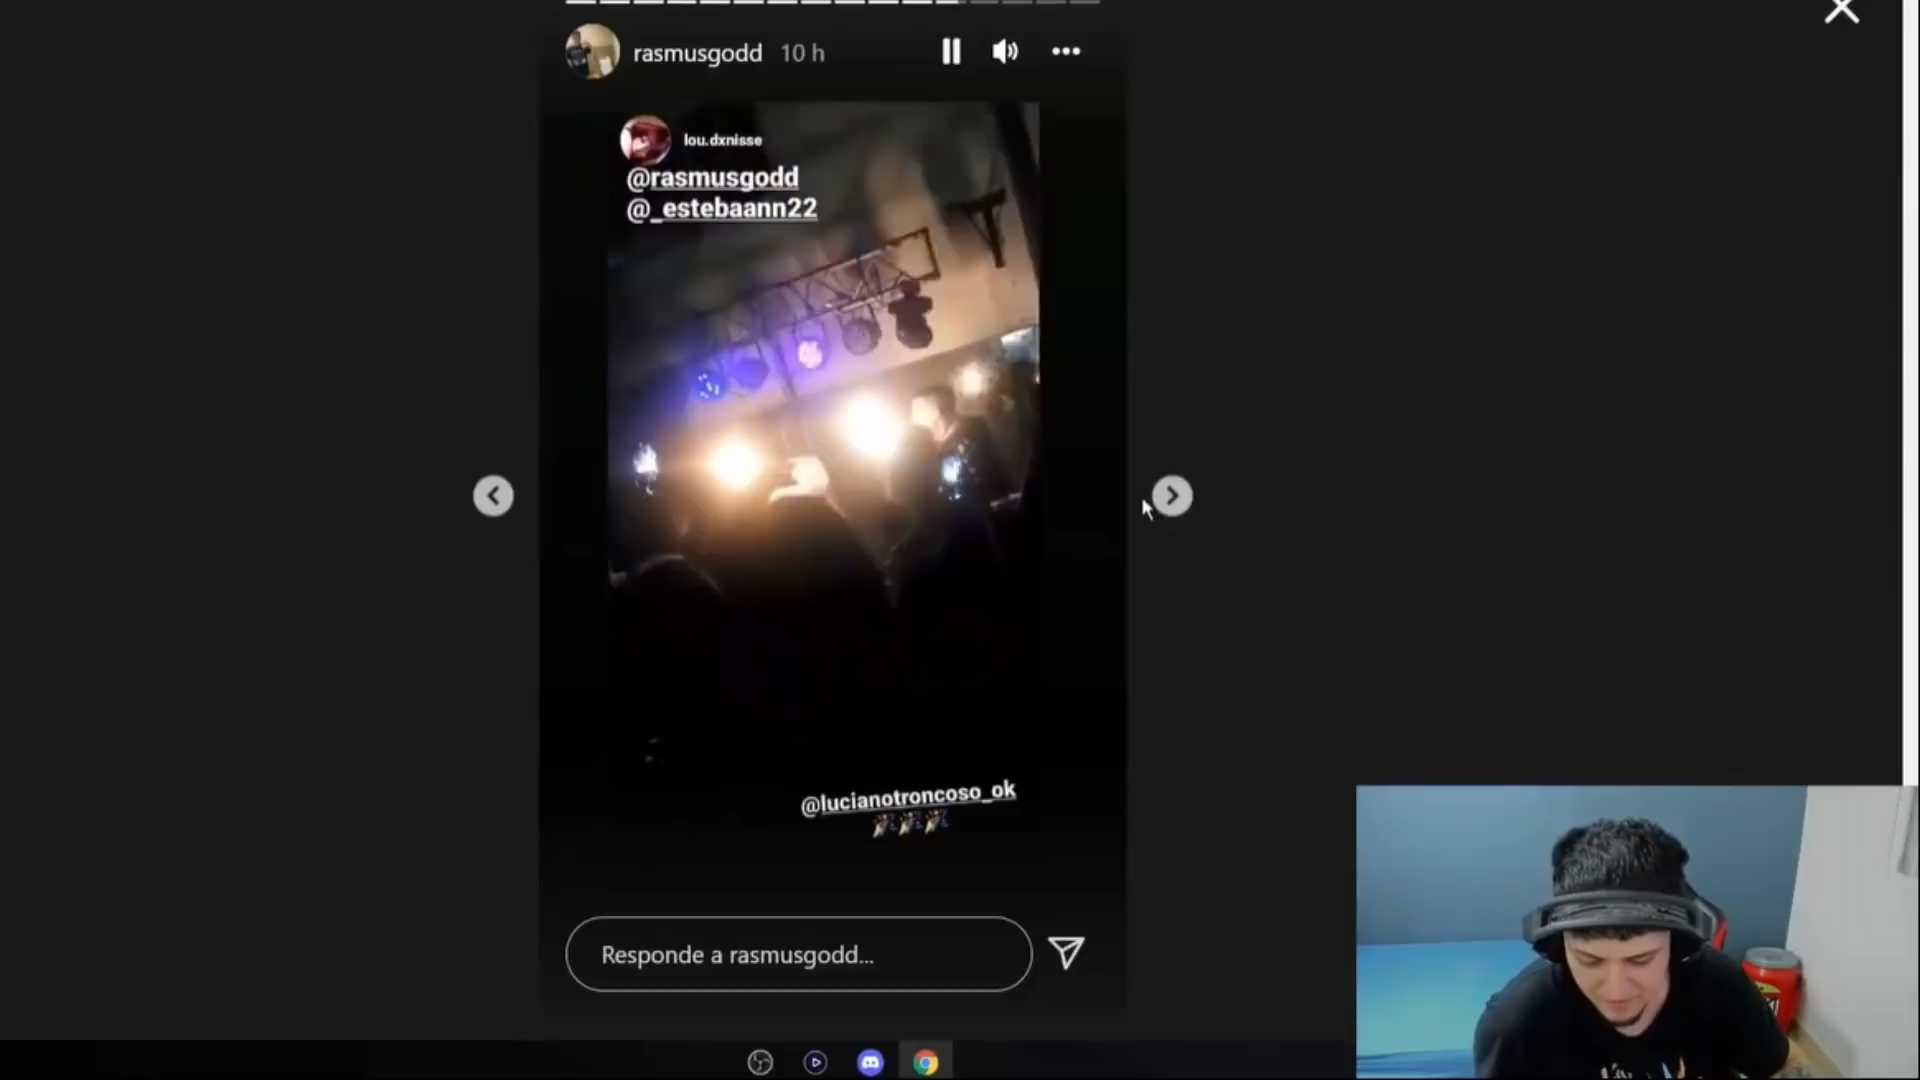 rasmusgodd 10 h
lou.dxnisse
@rasmusgodd
@_estebaann22
@lucianotroncoso_ok
Responde a rasmusgodd...